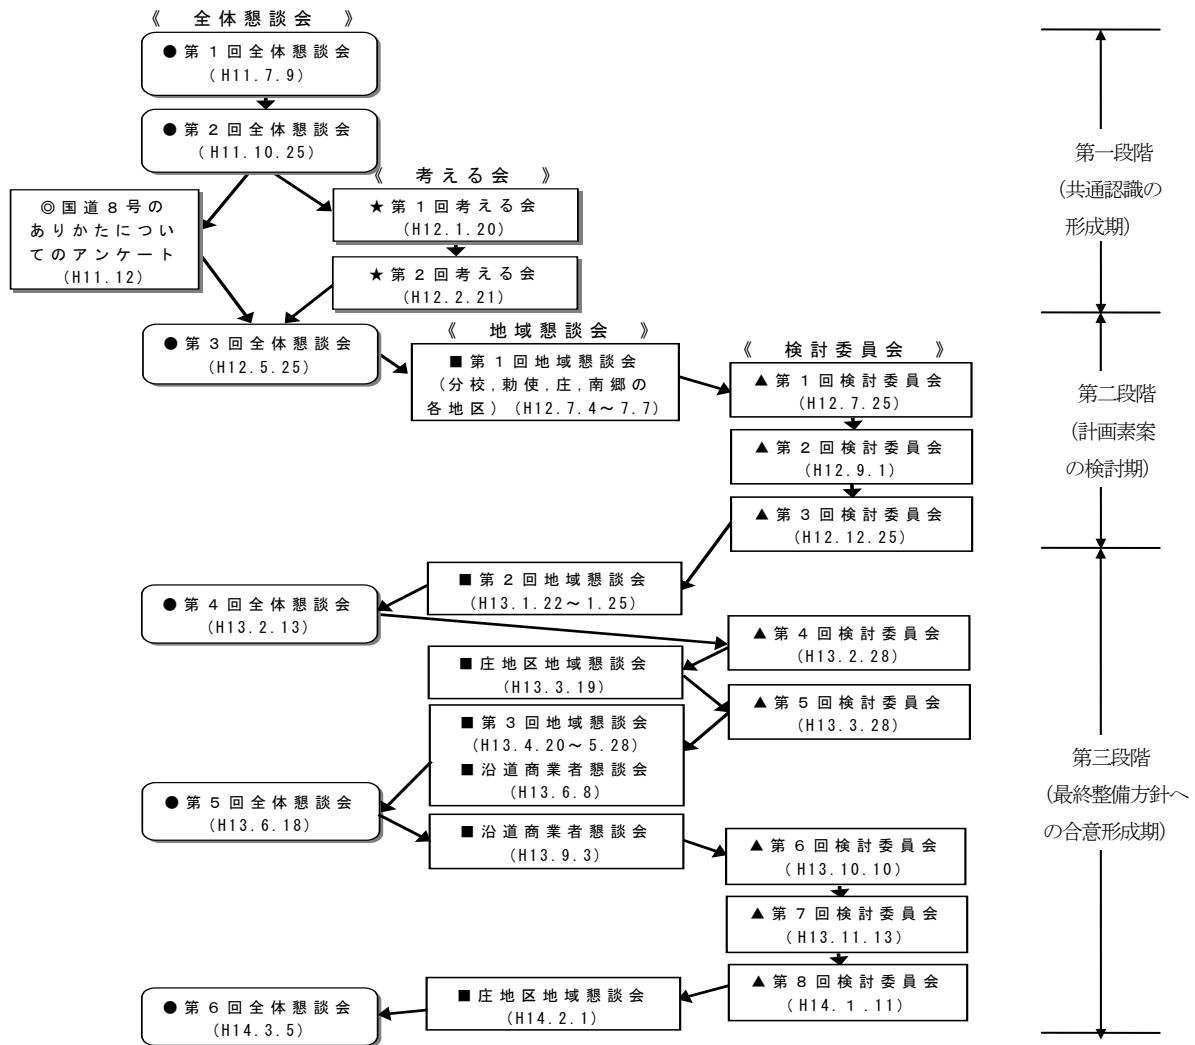 《 全体懇談会 》
●第1回全体懇談会
(H11.7.9)
●第2回全体懇談会
(H11.10.25)
◎国道8号の
ありかたについ
てのアンケート
(H11.12)
《 考える会 》
★第1回考える会
(H12.1.20)
★第2回考える会
(H12.2.21)
●第3回全体懇談会
(H12.5.25)
《 地域懇談会 》
■第1回地域懇談会
(分校,勅使,庄,南郷の
各地区) (H12.7.4～7.7)
《 検討委員会 》
▲第1回検討委員会
(H12.7.25)
▲第2回検討委員会
(H12.9.1)
▲第3回検討委員会
(H12.12.25)
■第2回地域懇談会
(H13.1.22～1.25)
●第4回全体懇談会
(H13.2.13)
▲第4回検討委員会
(H13.2.28)
■庄地区地域懇談会
(H13.3.19)
▲第5回検討委員会
(H13.3.28)
■第3回地域懇談会
(H13.4.20～5.28)
■沿道商業者懇談会
(H13.6.8)
●第5回全体懇談会
(H13.6.18)
■沿道商業者懇談会
(H13.9.3)
▲第6回検討委員会
(H13.10.10)
▲第7回検討委員会
(H13.11.13)
▲第8回検討委員会
(H14.1.11)
■庄地区地域懇談会
(H14.2.1)
●第6回全体懇談会
(H14.3.5)
第一段階
(共通認識の
形成期)
第二段階
(計画素案
の検討期)
第三段階
(最終整備方針へ
の合意形成期)